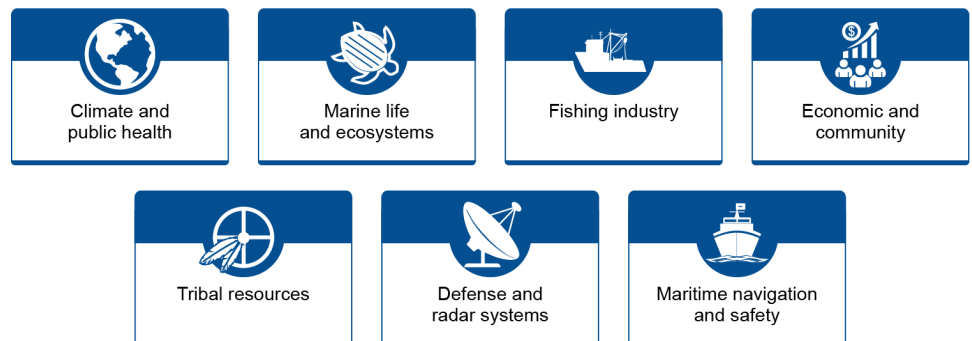 Climate and
public health
Marine life
and ecosystems
Fishing industry
Economic and
community
Tribal resources
Defense and
radar systems
Maritime navigation
and safety